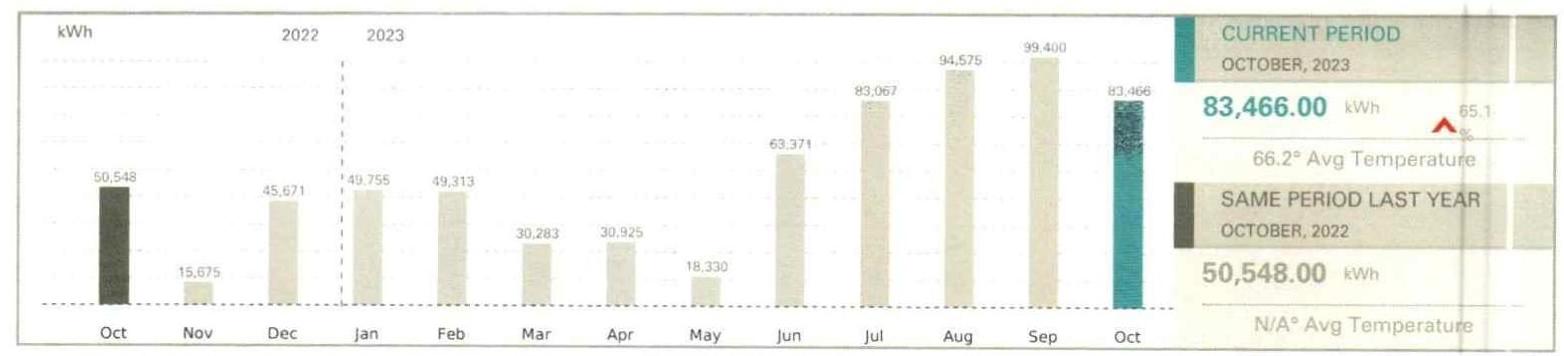 kWh
2022 2023
50,548
15,675
45,671
49,755
49,313
30,283
30,925
18,330
63,371
83,067
94,575
99,400
83,466
Oct Nov Dec Jan Feb Mar Apr May Jun Jul Aug Sep Oct
CURRENT PERIOD
OCTOBER, 2023
83,466.00 kWh
65.1
%
66.2° Avg Temperature
SAME PERIOD LAST YEAR
OCTOBER, 2022
50,548.00 kWh
N/A° Avg Temperature